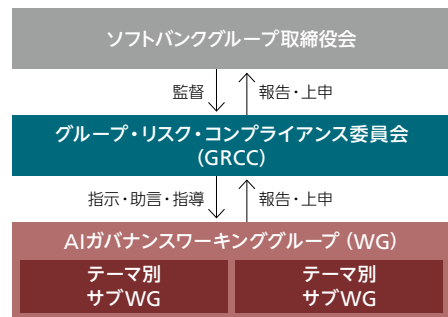 ソフトバンクグループ取締役会
監督 報告・上申
グループ・リスク・コンプライアンス委員会
(GRCC)
指示・助言・指導 報告・上申
AIガバナンスワーキンググループ（WG）
テーマ別 テーマ別
サブWG サブWG